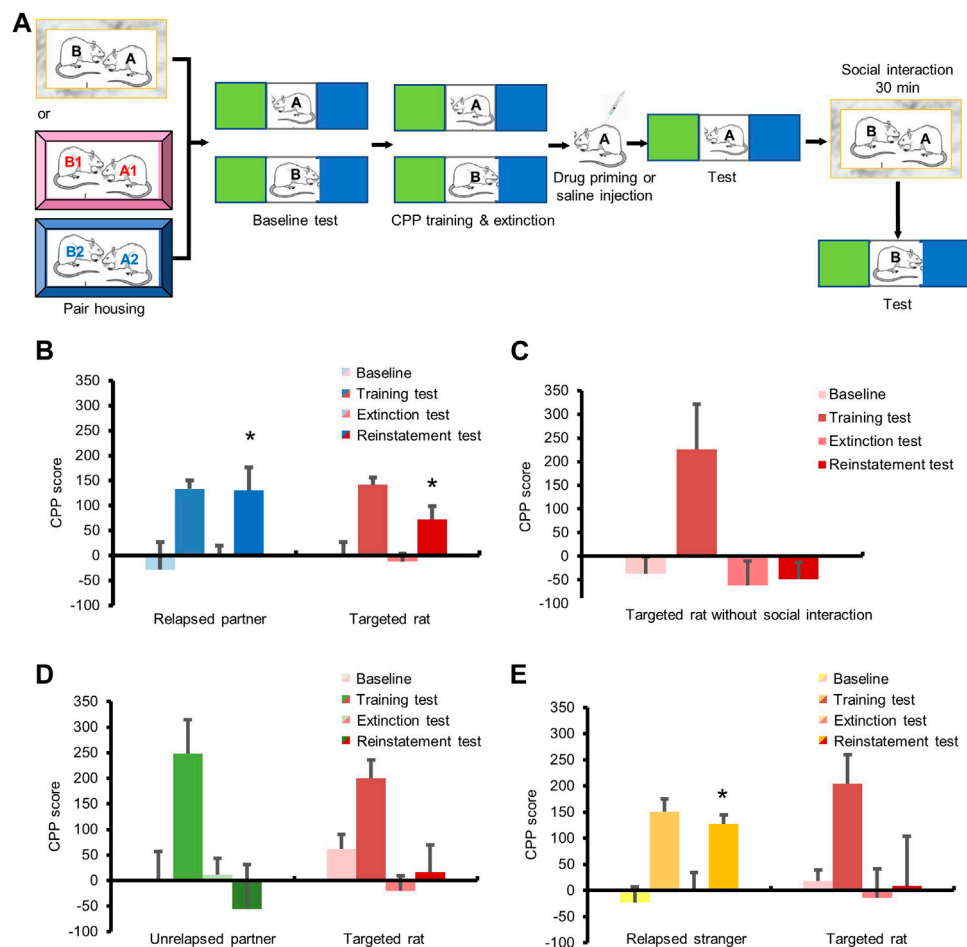 A
B
A
or
B1
A1
B2
A2
Pair housing
A
B
Baseline test
A
B
CPP training & extinction
A
Drug priming or
saline injection
A
Test
Social interaction
30 min
B
A
B
Test
B
350
300
250
200
150
100
50
0
-50
-100
CPP score
Baseline
Training test
Extinction test
Reinstatement test
*
*
Relapsed partner
Targeted rat
C
350
300
250
200
150
100
50
0
-50
-100
CPP score
Baseline
Training test
Extinction test
Reinstatement test
Targeted rat without social interaction
D
350
300
250
200
150
100
50
0
-50
-100
CPP score
Baseline
Training test
Extinction test
Reinstatement test
Unrelapsed partner
Targeted rat
E
350
300
250
200
150
100
50
0
-50
-100
CPP score
Baseline
Training test
Extinction test
Reinstatement test
*
Relapsed stranger
Targeted rat